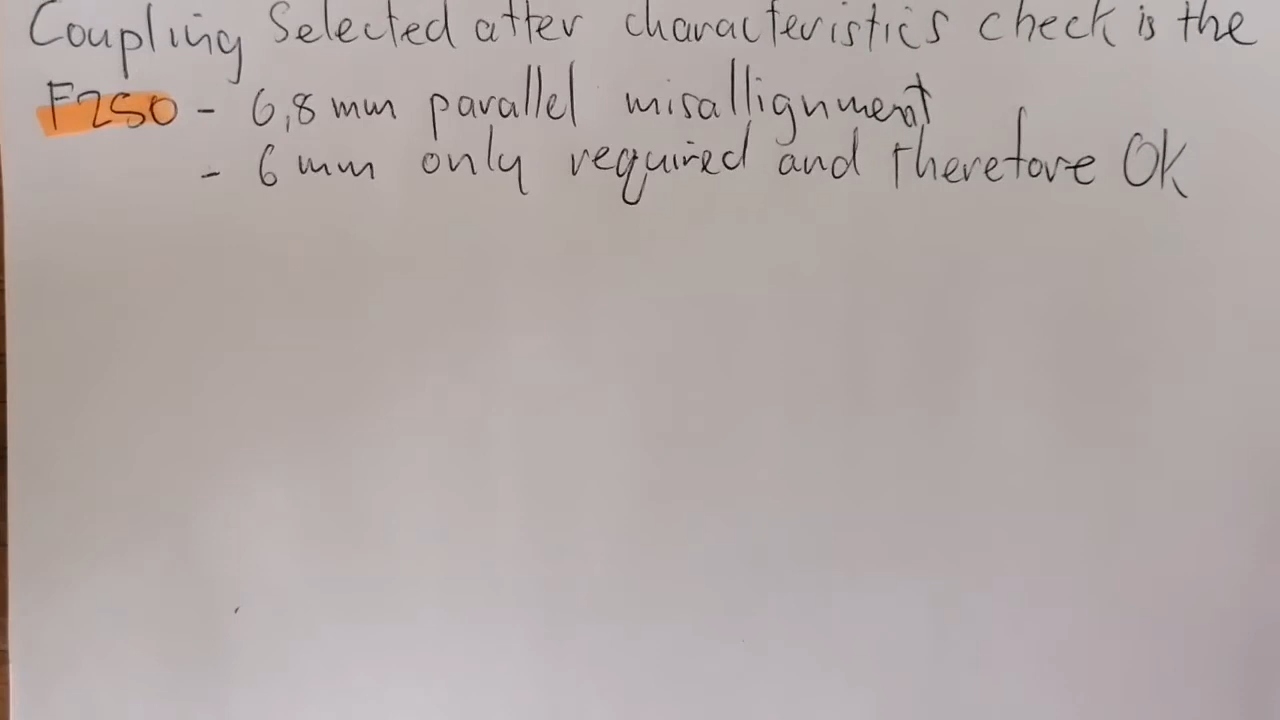 Coupling Selected after characteristics check is the
F250 - 6,8 mm parallel misallignment
- 6 mm only required and therefore OK